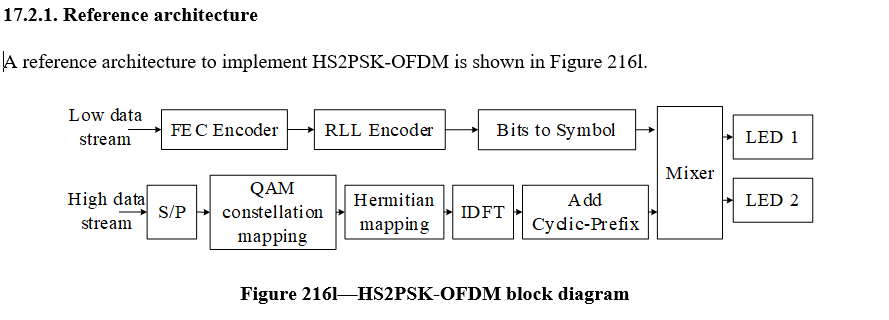 17.2.1. Reference architecture
A reference architecture to implement HS2PSK-OFDM is shown in Figure 216l.
Low data
stream
FEC Encoder
RLL Encoder
Bits to Symbol
Mixer
LED 1
LED 2
High data
stream
S/P
QAM
constellation
mapping
Hermitian
mapping
IDFT
Add
Cydic-Prefix
Figure 216l—HS2PSK-OFDM block diagram